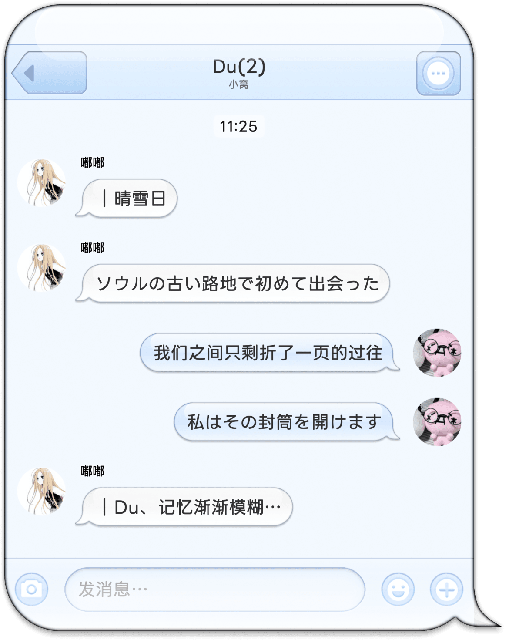 Du(2)
小窝
11:25
嘟嘟
｜晴雪日
嘟嘟
ソウルの古い路地で初めて出会った
我们之间只剩折了一页的过往
私はその封筒を開けます
嘟嘟
｜Du、记忆渐渐模糊…
发消息…